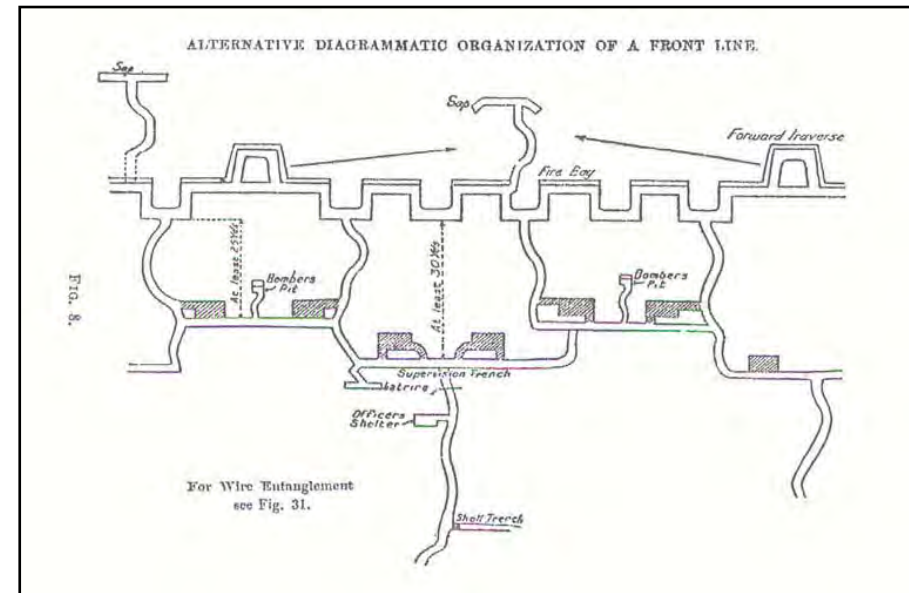 ALTERNATIVE DIAGRAMMATIC ORGANIZATION OF A FRONT LINE.
Sap
Sap
Forward Traverse
Fire Bay
At least 25 Yds
Bombers
Pit
At least 30 Yds
Bombers
Pit
FIG. 8.
Supervision Trench
Latrine
Officers
Shelter
For Wire Entanglement
see Fig. 31.
Shell Trench